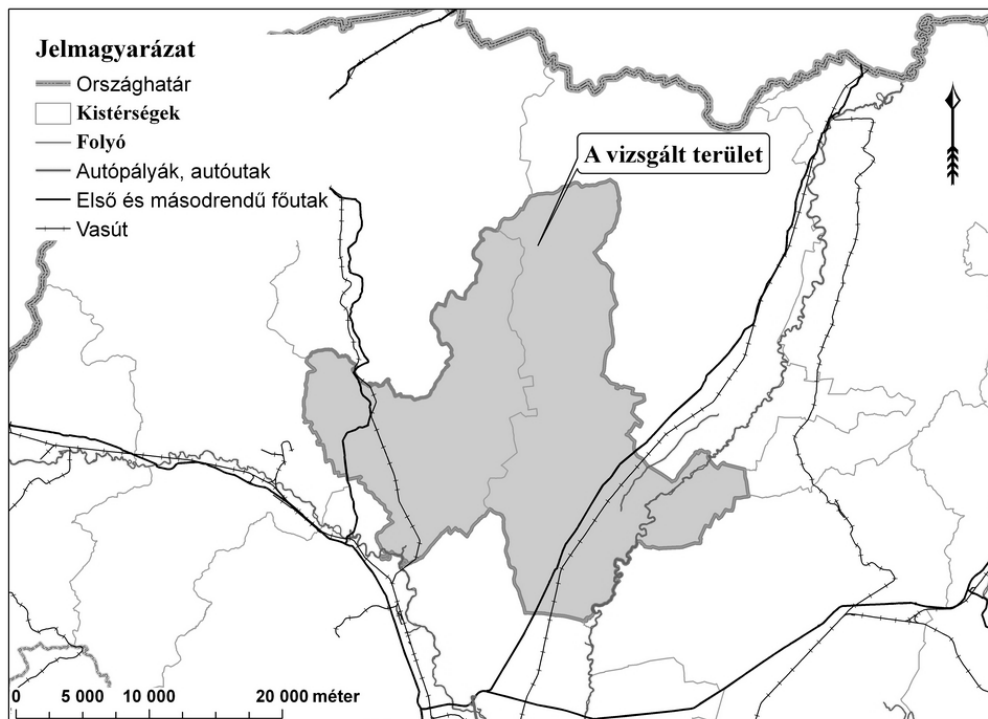 Jelmagyarázat
Országhatár
Kistérségek
Folyó
Autópályák, autóutak
Első és másodrendű főutak
Vasút
A vizsgált terület
0 5 000 10 000 20 000 méter